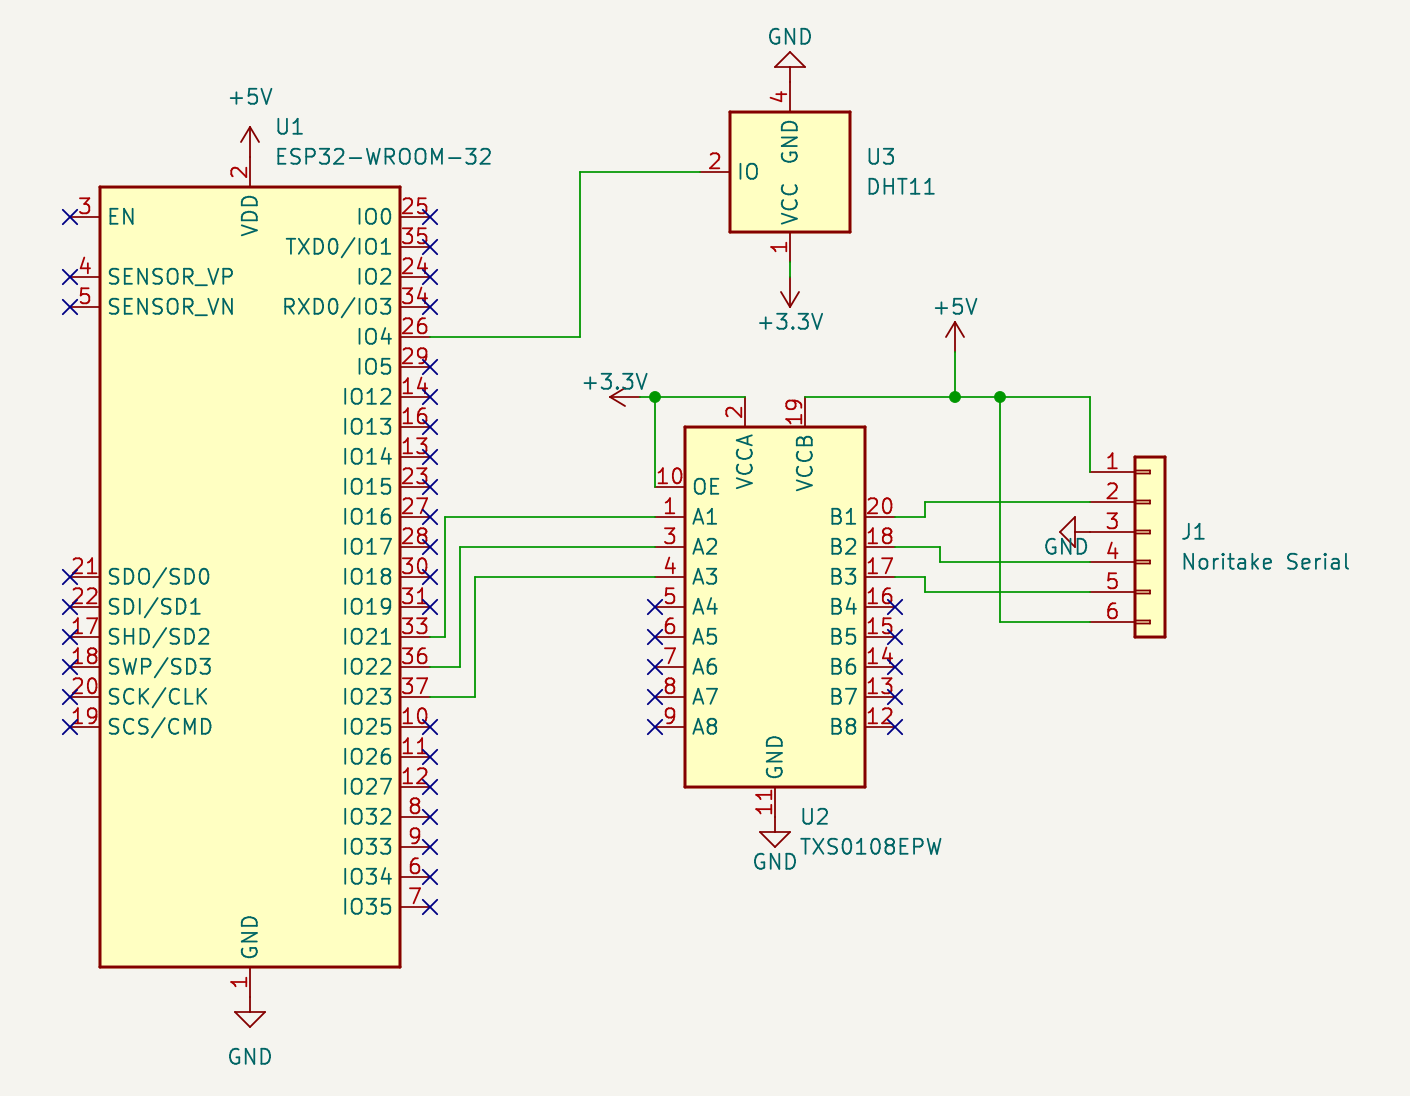 GND
+5V
U1
ESP32-WROOM-32
2
VDD
3 EN
4 SENSOR_VP
5 SENSOR_VN
21 SDO/SD0
22 SDI/SD1
17 SHD/SD2
18 SWP/SD3
20 SCK/CLK
19 SCS/CMD
IO0 25
TXD0/IO1 35
IO2 24
RXD0/IO3 34
IO4 26
IO5 29
IO12 14
IO13 16
IO14 13
IO15 23
IO16 27
IO17 28
IO18 30
IO19 31
IO21 33
IO22 36
IO23 37
IO25 10
IO26 11
IO27 12
IO32 8
IO33 9
IO34 6
IO35 7
GND
1
GND
4
GND
2 IO
VCC
1
U3
DHT11
+3.3V
+3.3V
+5V
2
VCCA
19
VCCB
10 OE
1 A1
3 A2
4 A3
5 A4
6 A5
7 A6
8 A7
9 A8
B1 20
B2 18
B3 17
B4 16
B5 15
B6 14
B7 13
B8 12
GND
11
GND
U2
TXS0108EPW
1
2
3
GND
4
5
6
J1
Noritake Serial